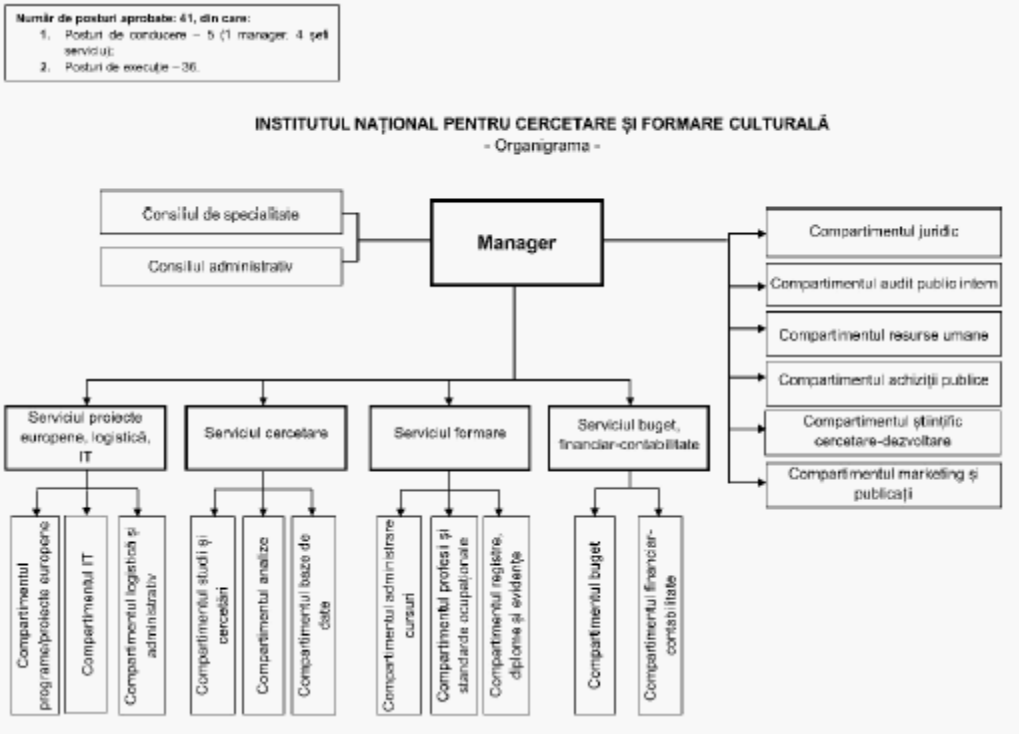 Număr de posturi aprobate: 41, din care:
1. Posturi de conducere – 5 (1 manager, 4 șefi
serviciu);
2. Posturi de execuție – 36.
INSTITUTUL NAȚIONAL PENTRU CERCETARE ȘI FORMARE CULTURALĂ
- Organigrama -
Consiliul de specialitate
Consiliul administrativ
Manager
Compartimentul juridic
Compartimentul audit public intern
Compartimentul resurse umane
Compartimentul achiziții publice
Compartimentul științific
cercetare-dezvoltare
Compartimentul marketing și
publicații
Serviciul proiecte
europene, logistică,
IT
Serviciul cercetare
Serviciul formare
Serviciul buget,
financiar-contabilitate
Compartimentul
programe/proiecte europene
Compartimentul IT
Compartimentul logistică și
administrativ
Compartimentul studii și
cercetări
Compartimentul analize
Compartimentul baze de
date
Compartimentul administrare
cursuri
Compartimentul profesii și
standarde ocupaționale
Compartimentul registre,
diplome și evidențe
Compartimentul buget
Compartimentul financiar-
contabilitate